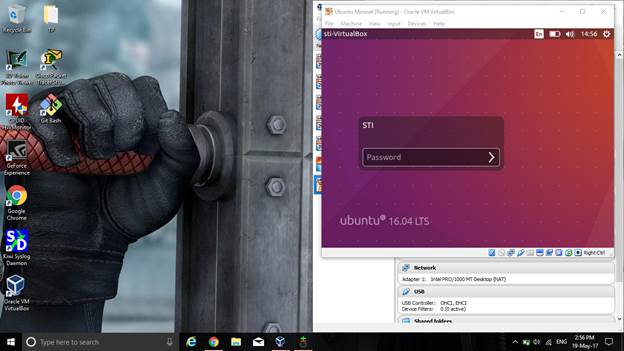 Recycle Bin
TP
3D Vision
Photo Viewer
Cisco Packet
Tracer Stu...
CPUID
HWMonitor
Git Bash
GeForce
Experience
Google
Chrome
Kiwi Syslog
Daemon
Oracle VM
VirtualBox
Ubuntu Mininet [Running] - Oracle VM VirtualBox
File Machine View Input Devices Help
sti-VirtualBox
En
14:56
STI
Password
ubuntu 16.04 LTS
Right Ctrl
Network
Adapter 1: Intel PRO/1000 MT Desktop (NAT)
USB
USB Controller: OHCI, EHCI
Device Filters: 0 (0 active)
Shared folders
Type here to search
ENG
2:56 PM
19-May-17